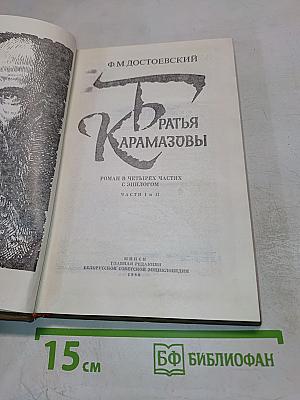 Ф. М. ДОСТОЕВСКИЙ
БРАТЬЯ
КАРАМАЗОВЫ
РОМАН В ЧЕТЫРЕХ ЧАСТЯХ
С ЭПИЛОГОМ
ЧАСТИ I и II
МИНСК
ГЛАВНАЯ РЕДАКЦИЯ
БЕЛОРУССКОЙ СОВЕТСКОЙ ЭНЦИКЛОПЕДИИ
15 см
БФ БИБЛИОФАН